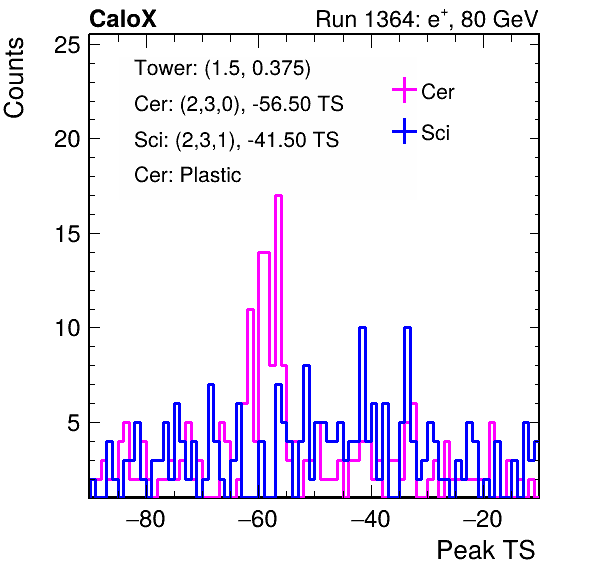 CaloX Run 1364: e⁺, 80 GeV
Counts
25
Tower: (1.5, 0.375)
Cer: (2,3,0), -56.50 TS
Sci: (2,3,1), -41.50 TS
Cer: Plastic
Cer
Sci
20
15
10
5
−80 −60 −40 −20
Peak TS